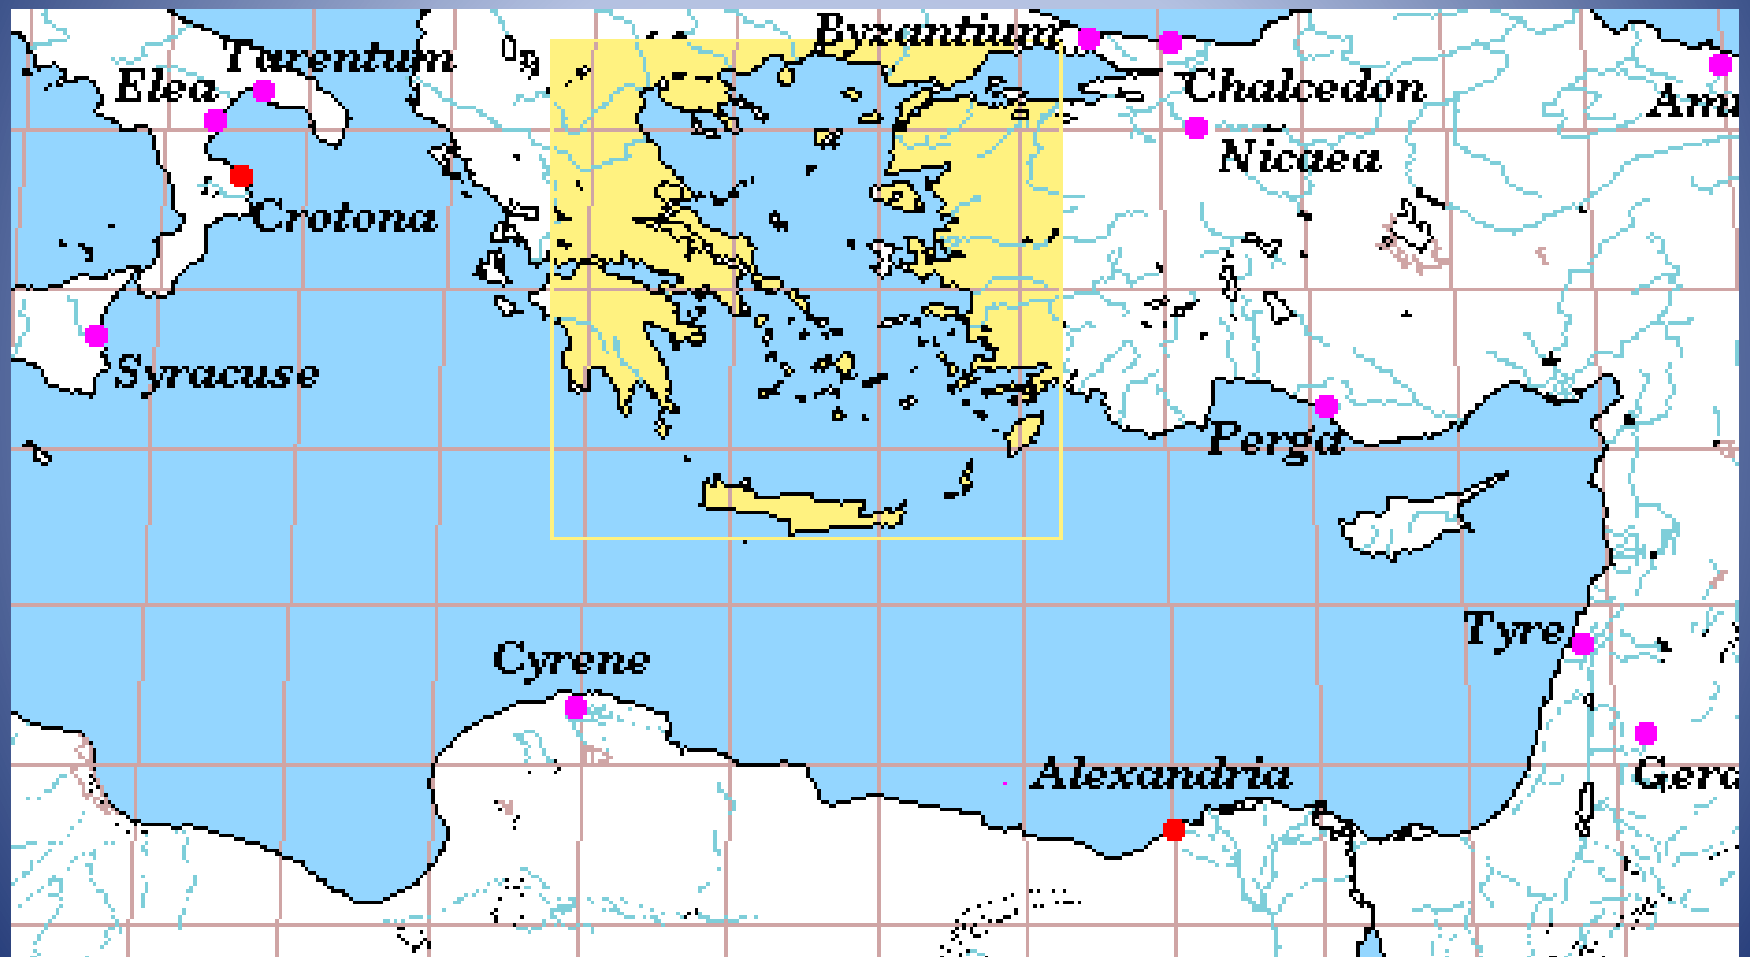 Byzantium
Tarentum
Elea
Chalcedon
Nicaea
Crotona
Syracuse
Perga
Tyre
Cyrene
Alexandria